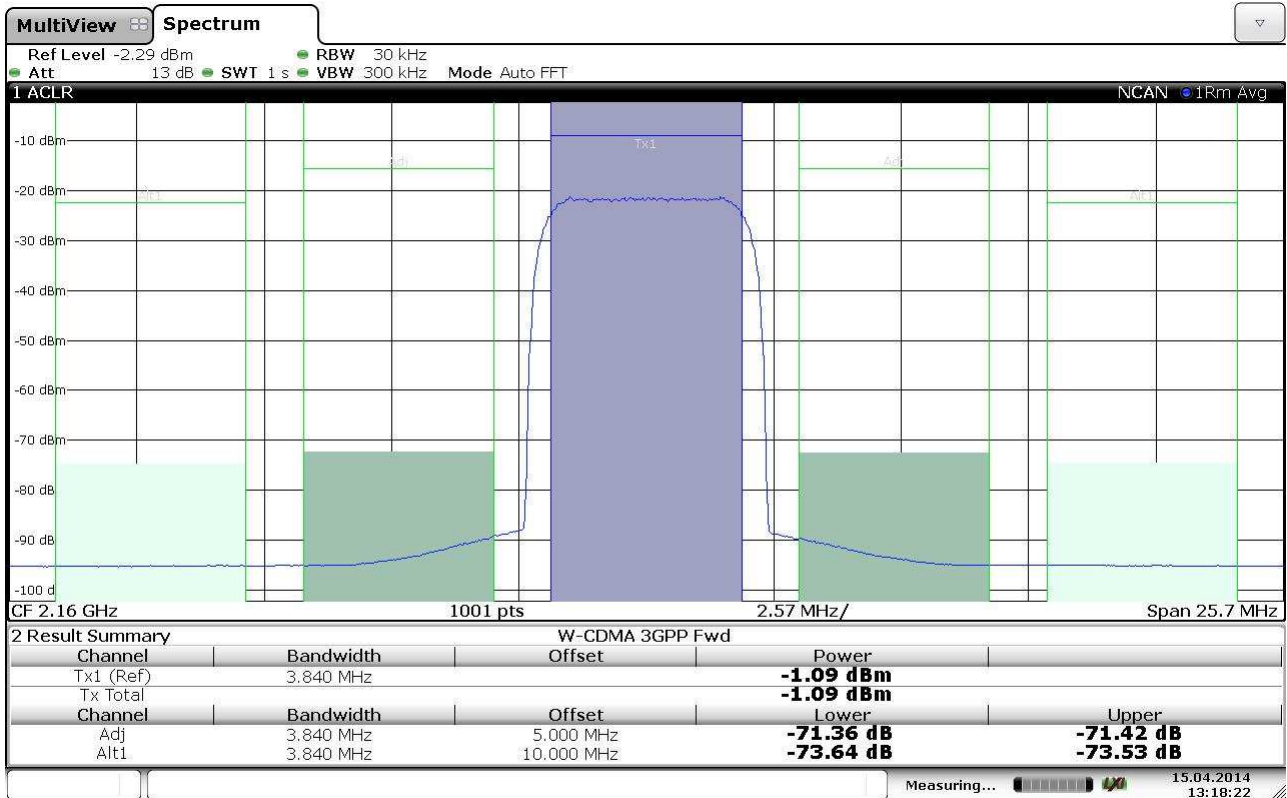 MultiView Spectrum
Ref Level -2.29 dBm RBW 30 kHz
Att 13 dB SWT 1 s VBW 300 kHz Mode Auto FFT
1 ACLR NCAN 1Rm Avg
-10 dBm
Tx1
Adj Adj
-20 dBm
Alt1 Alt1
-30 dBm
-40 dBm
-50 dBm
-60 dBm
-70 dBm
-80 dB
-90 dB
-100 d
CF 2.16 GHz 1001 pts 2.57 MHz/ Span 25.7 MHz
2 Result Summary W-CDMA 3GPP Fwd
Channel Bandwidth Offset Power
Tx1 (Ref) 3.840 MHz -1.09 dBm
Tx Total -1.09 dBm
Channel Bandwidth Offset Lower Upper
Adj 3.840 MHz 5.000 MHz -71.36 dB -71.42 dB
Alt1 3.840 MHz 10.000 MHz -73.64 dB -73.53 dB
Measuring... LXI 15.04.2014
13:18:22